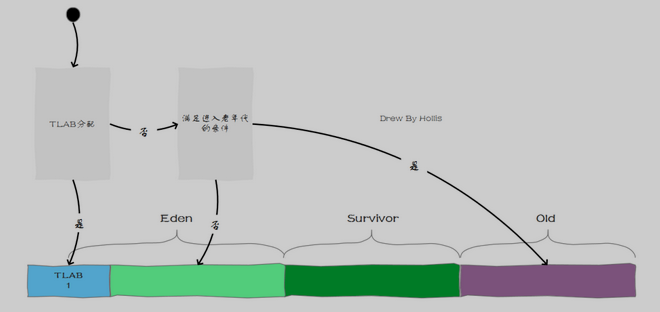 TLAB分配
否
满足进入老年代
的条件
Drew By Hollis
是
是
否
Eden
Survivor
Old
TLAB
1